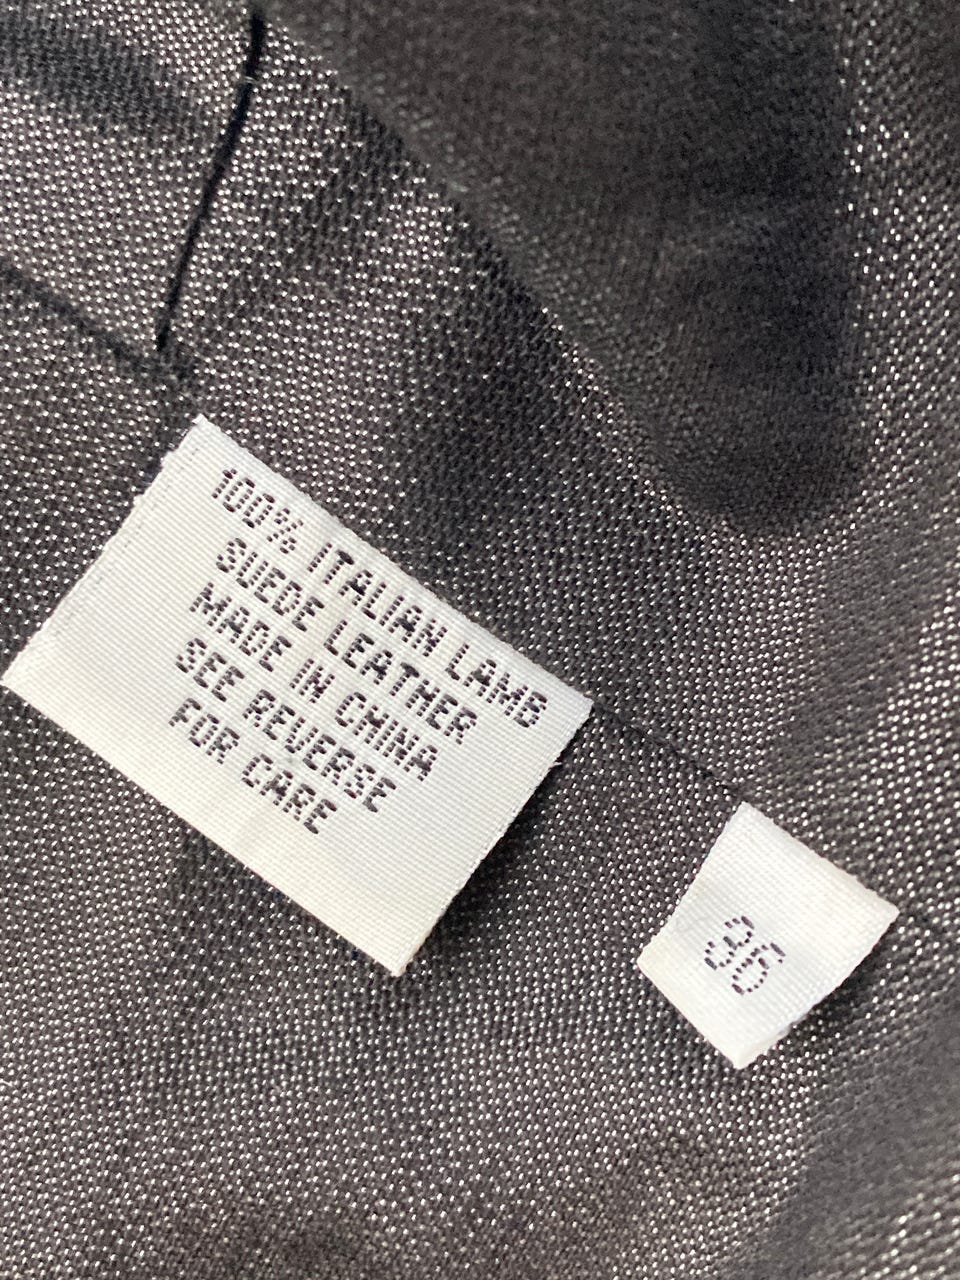 100% ITALIAN LAMB
SUEDE LEATHER
MADE IN CHINA
SEE REVERSE
FOR CARE
36